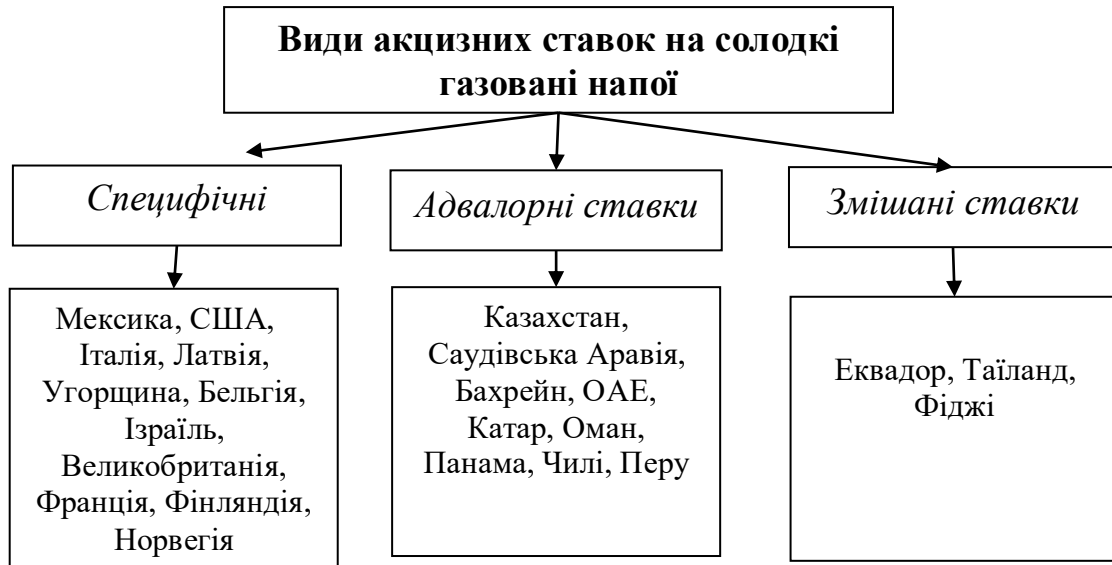 Види акцизних ставок на солодкі
газовані напої
Специфічні
Адвалорні ставки
Змішані ставки
Мексика, США,
Італія, Латвія,
Угорщина, Бельгія,
Ізраїль,
Великобританія,
Франція, Фінляндія,
Норвегія
Казахстан,
Саудівська Аравія,
Бахрейн, ОАЕ,
Катар, Оман,
Панама, Чилі, Перу
Еквадор, Таїланд,
Фіджі